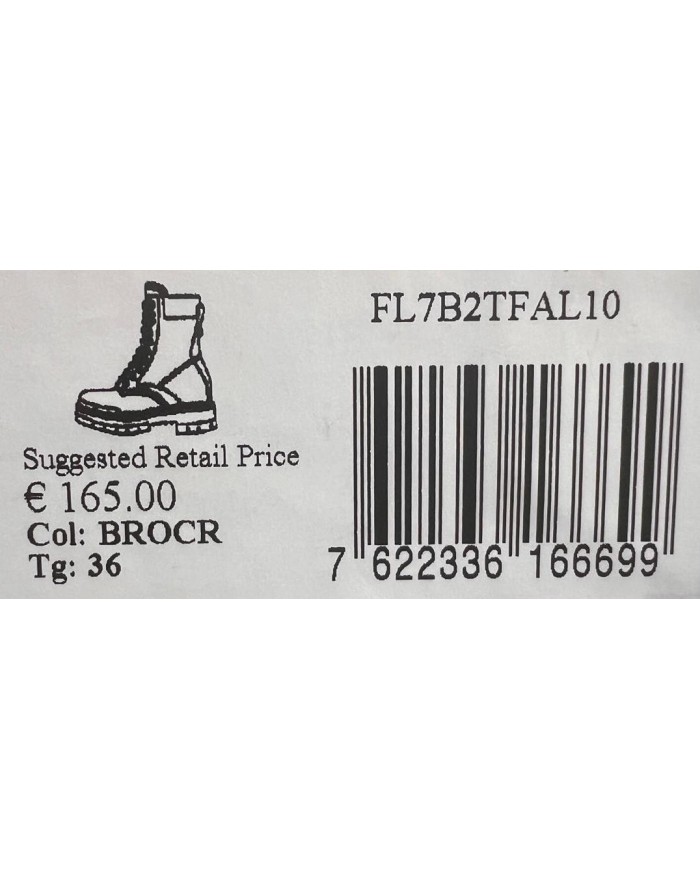 FL7B2TFAL10
Suggested Retail Price
€ 165.00
Col: BROCR
Tg: 36
7 622336 166699